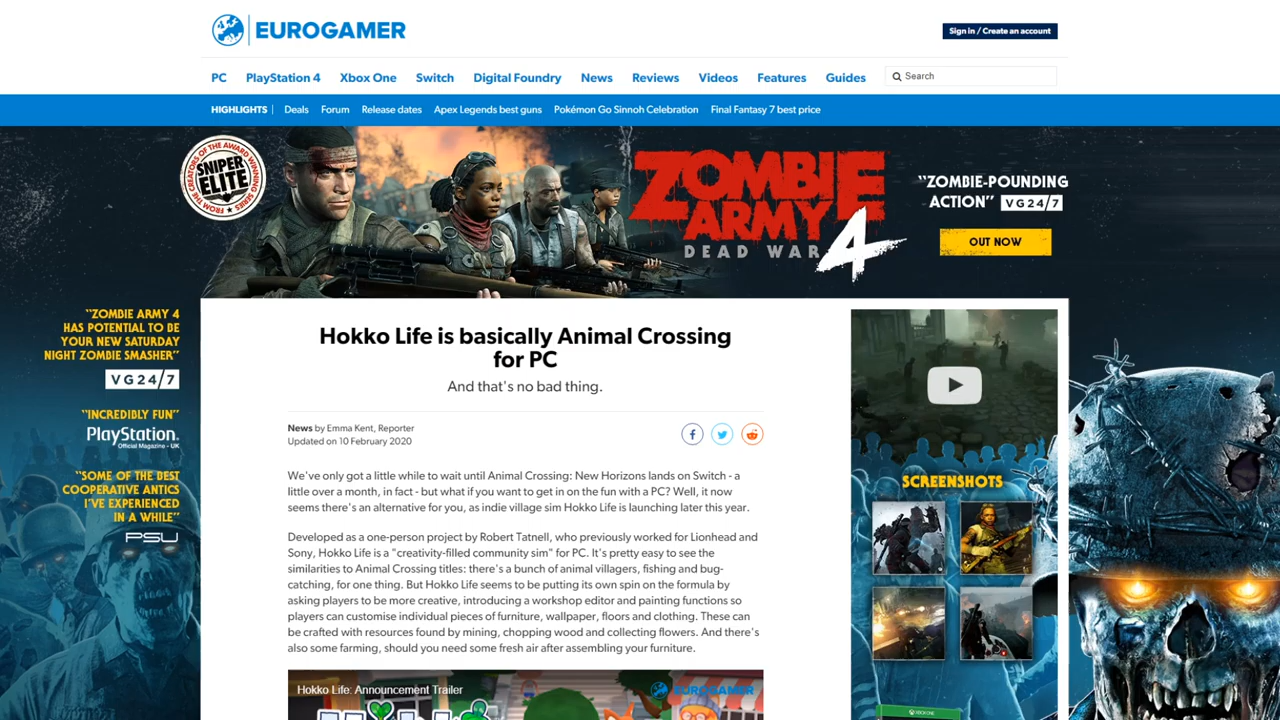 EUROGAMER
Sign in / Create an account
PC PlayStation 4 Xbox One Switch Digital Foundry News Reviews Videos Features Guides
Search
HIGHLIGHTS | Deals Forum Release dates Apex Legends best guns Pokémon Go Sinnoh Celebration Final Fantasy 7 best price
FROM THE CREATORS OF THE AWARD WINNING SERIES
SNIPER
ELITE
ZOMBIE
ARMY
4
DEAD WAR
"ZOMBIE-POUNDING
ACTION" VG24/7
OUT NOW
"ZOMBIE ARMY 4
HAS POTENTIAL TO BE
YOUR NEW SATURDAY
NIGHT ZOMBIE SMASHER"
VG24/7
"INCREDIBLY FUN"
PlayStation
Official Magazine - UK
"SOME OF THE BEST
COOPERATIVE ANTICS
I'VE EXPERIENCED
IN A WHILE"
PSU
Hokko Life is basically Animal Crossing
for PC
And that's no bad thing.
News by Emma Kent, Reporter
Updated on 10 February 2020
We've only got a little while to wait until Animal Crossing: New Horizons lands on Switch - a
little over a month, in fact - but what if you want to get in on the fun with a PC? Well, it now
seems there's an alternative for you, as indie village sim Hokko Life is launching later this year.
Developed as a one-person project by Robert Tatnell, who previously worked for Lionhead and
Sony, Hokko Life is a "creativity-filled community sim" for PC. It's pretty easy to see the
similarities to Animal Crossing titles: there's a bunch of animal villagers, fishing and bug-
catching, for one thing. But Hokko Life seems to be putting its own spin on the formula by
asking players to be more creative, introducing a workshop editor and painting functions so
players can customise individual pieces of furniture, wallpaper, floors and clothing. These can
be crafted with resources found by mining, chopping wood and collecting flowers. And there's
also some farming, should you need some fresh air after assembling your furniture.
Hokko Life: Announcement Trailer
EUROGAMER
SCREENSHOTS
XBOX ONE